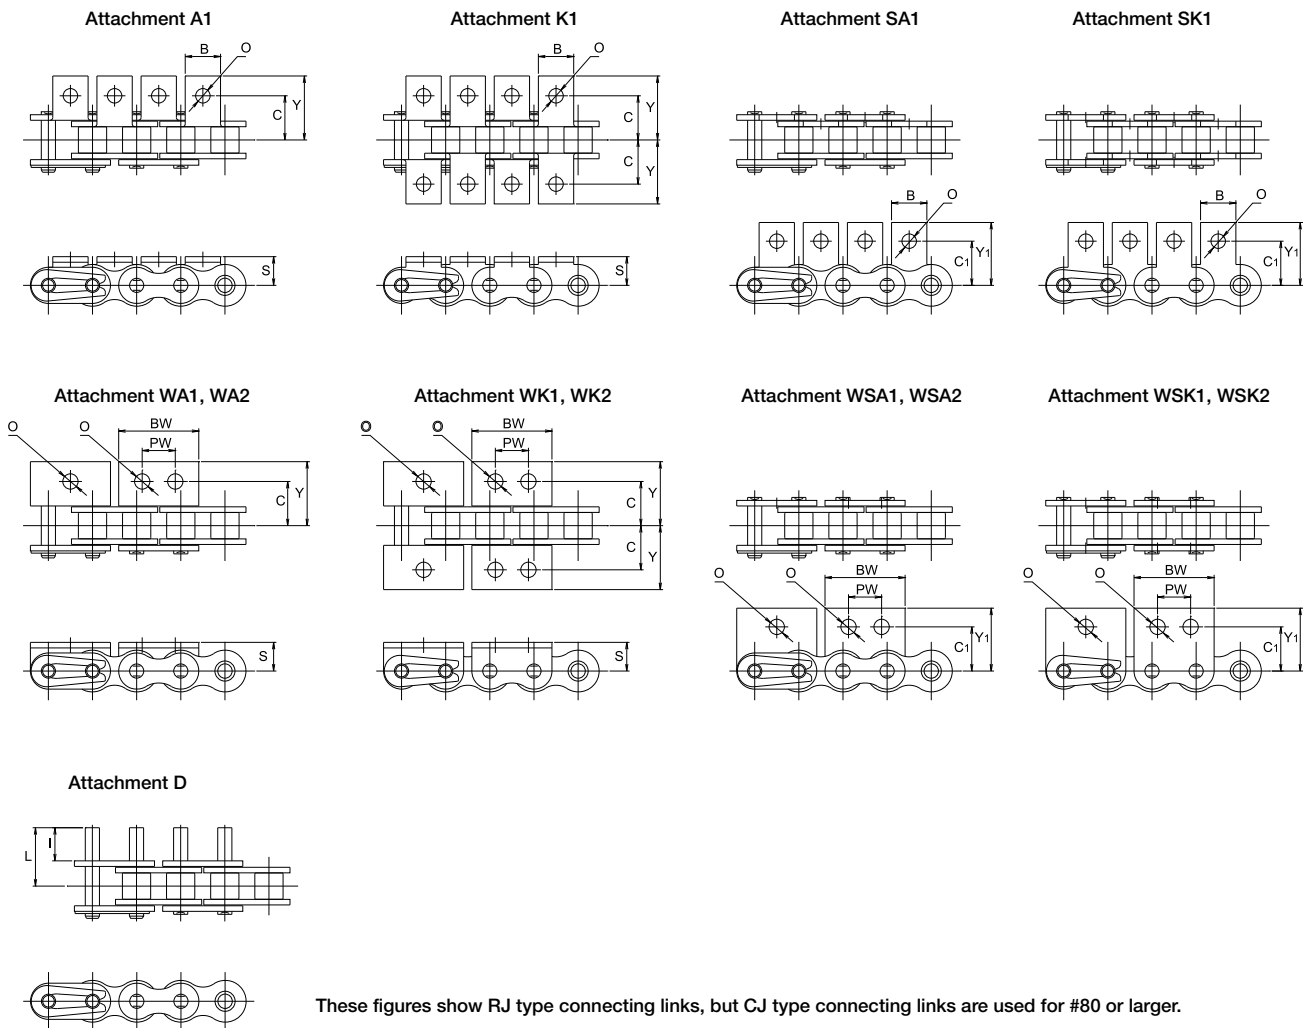 Attachment A1
B
O
C
Y
S
Attachment K1
B
O
C
Y
C
Y
S
Attachment SA1
B
O
C1
Y1
Attachment SK1
B
O
C1
Y1
Attachment WA1, WA2
O
O
BW
PW
C
Y
S
Attachment WK1, WK2
O
O
BW
PW
C
Y
C
Y
S
Attachment WSA1, WSA2
O
O
BW
PW
C1
Y1
Attachment WSK1, WSK2
O
O
BW
PW
C1
Y1
Attachment D
L
I
These figures show RJ type connecting links, but CJ type connecting links are used for #80 or larger.